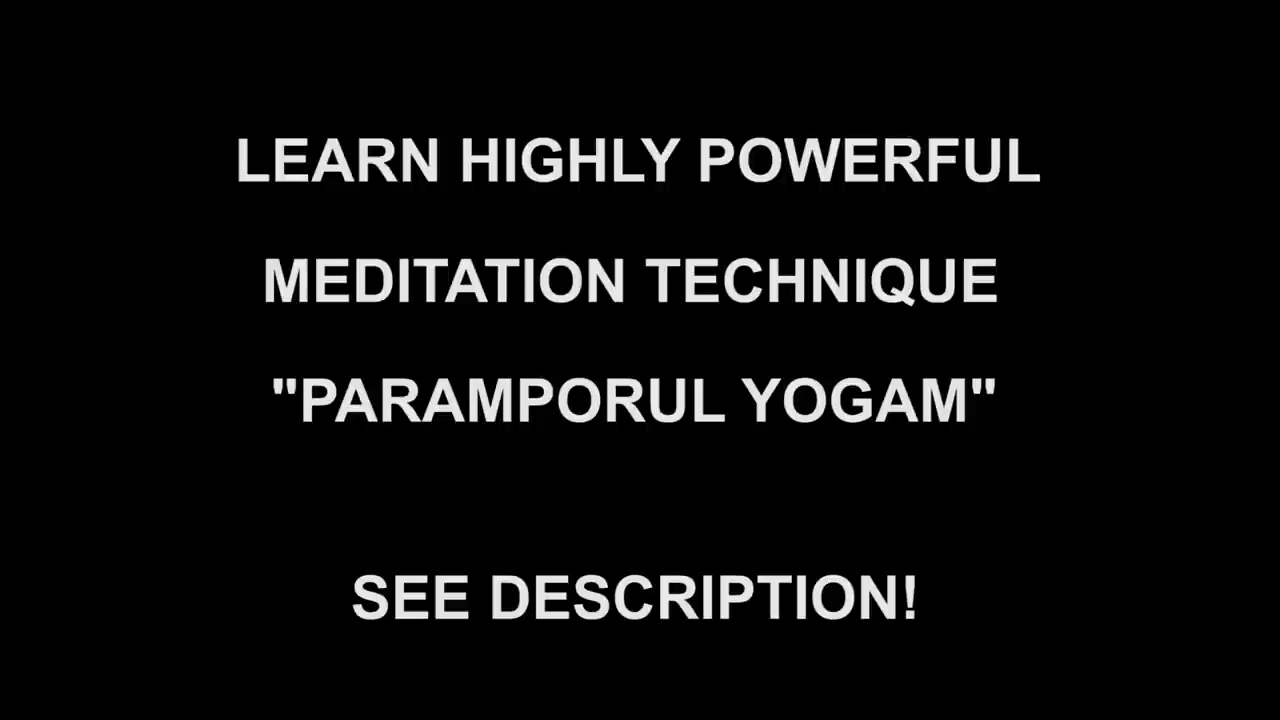 LEARN HIGHLY POWERFUL
MEDITATION TECHNIQUE
"PARAMPORUL YOGAM"
SEE DESCRIPTION!